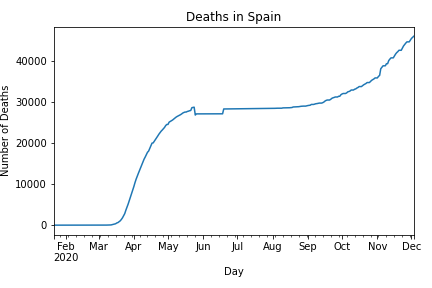 Deaths in Spain
Number of Deaths
40000
30000
20000
10000
0
Feb Mar Apr May Jun Jul Aug Sep Oct Nov Dec
2020
Day